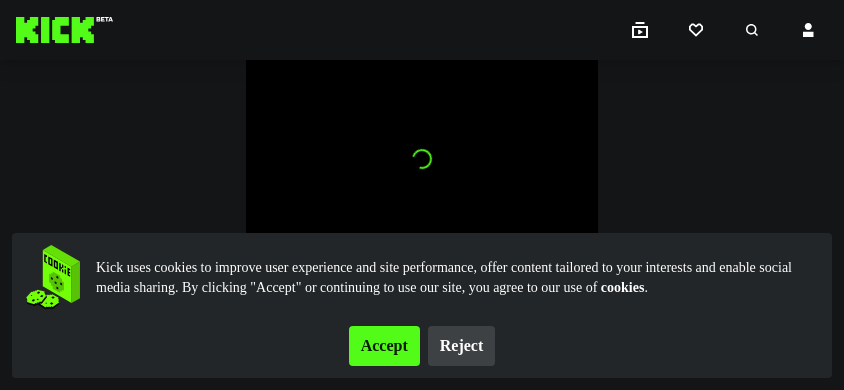 KICK BETA
COOKIE
Kick uses cookies to improve user experience and site performance, offer content tailored to your interests and enable social
media sharing. By clicking "Accept" or continuing to use our site, you agree to our use of cookies.
Accept
Reject